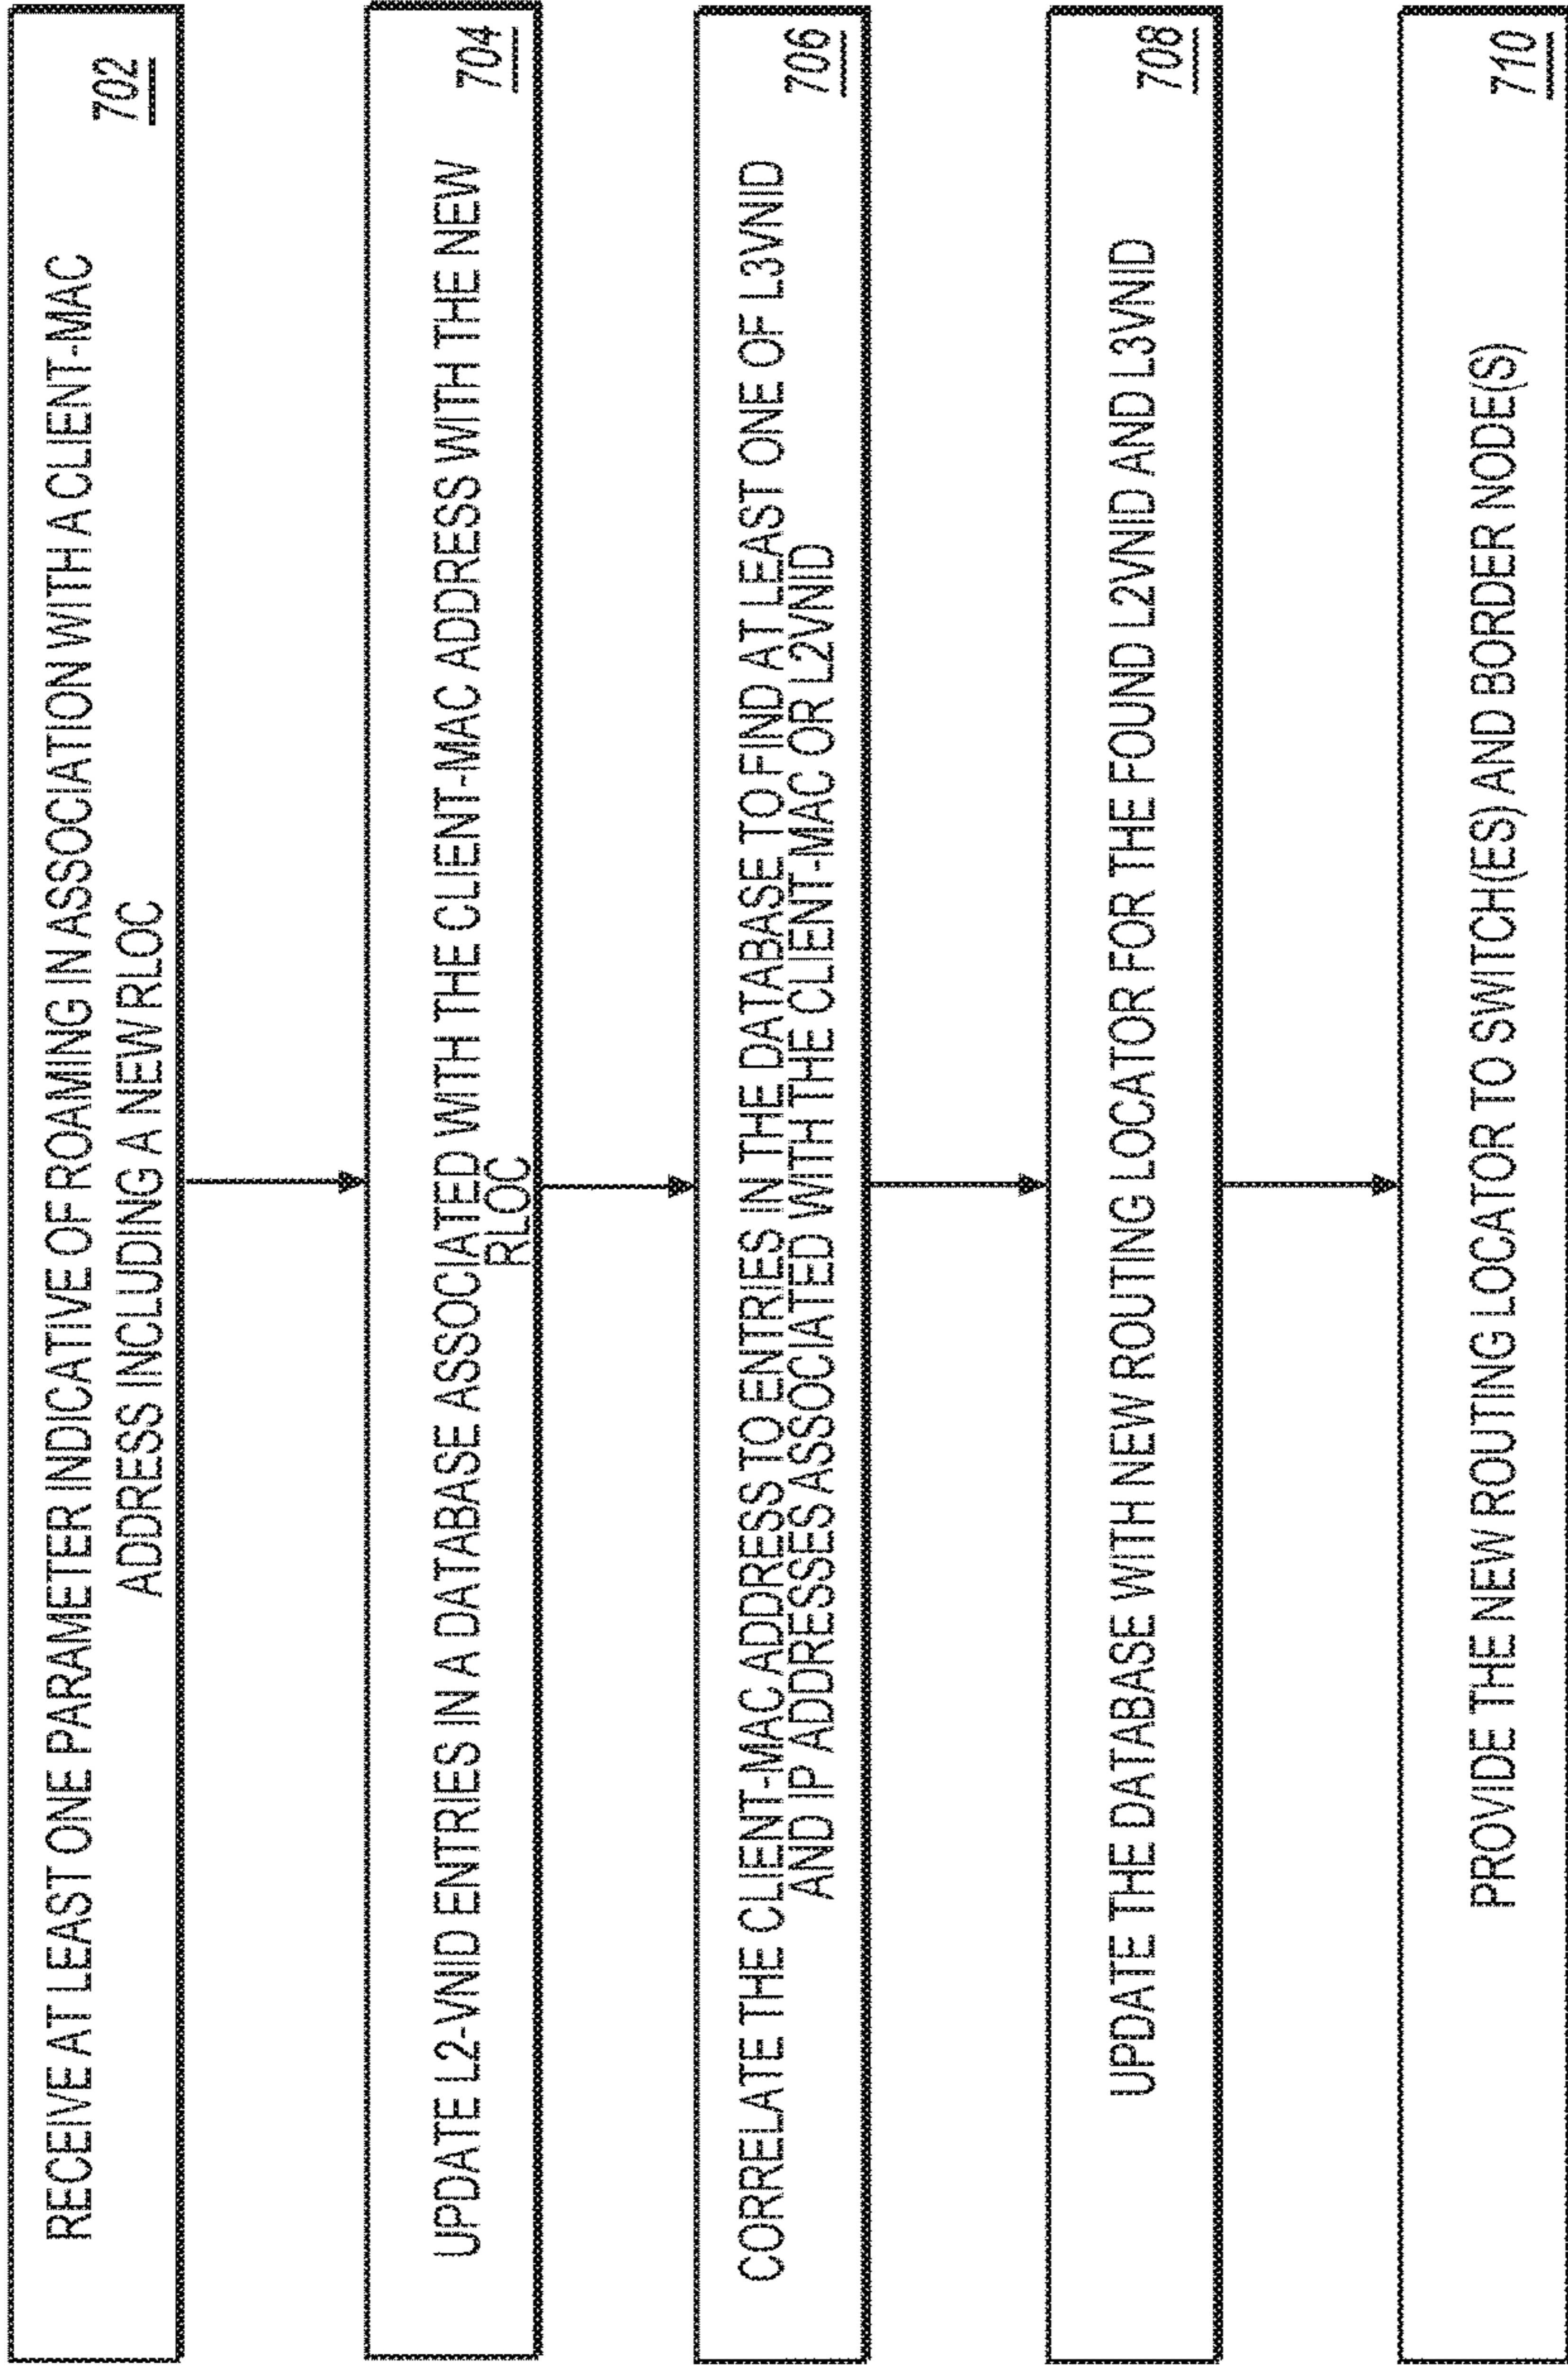 RECEIVE AT LEAST ONE PARAMETER INDICATIVE OF ROAMING IN ASSOCIATION WITH A CLIENT-MAC
ADDRESS INCLUDING A NEW RLOC
702
UPDATE L2-VNID ENTRIES IN A DATABASE ASSOCIATED WITH THE CLIENT-MAC ADDRESS WITH THE NEW
RLOC
704
CORRELATE THE CLIENT-MAC ADDRESS TO ENTRIES IN THE DATABASE TO FIND AT LEAST ONE OF L3VNID
AND IP ADDRESSES ASSOCIATED WITH THE CLIENT-MAC OR L2VNID
706
UPDATE THE DATABASE WITH NEW ROUTING LOCATOR FOR THE FOUND L2VNID AND L3VNID
708
PROVIDE THE NEW ROUTING LOCATOR TO SWITCH(ES) AND BORDER NODE(S)
710